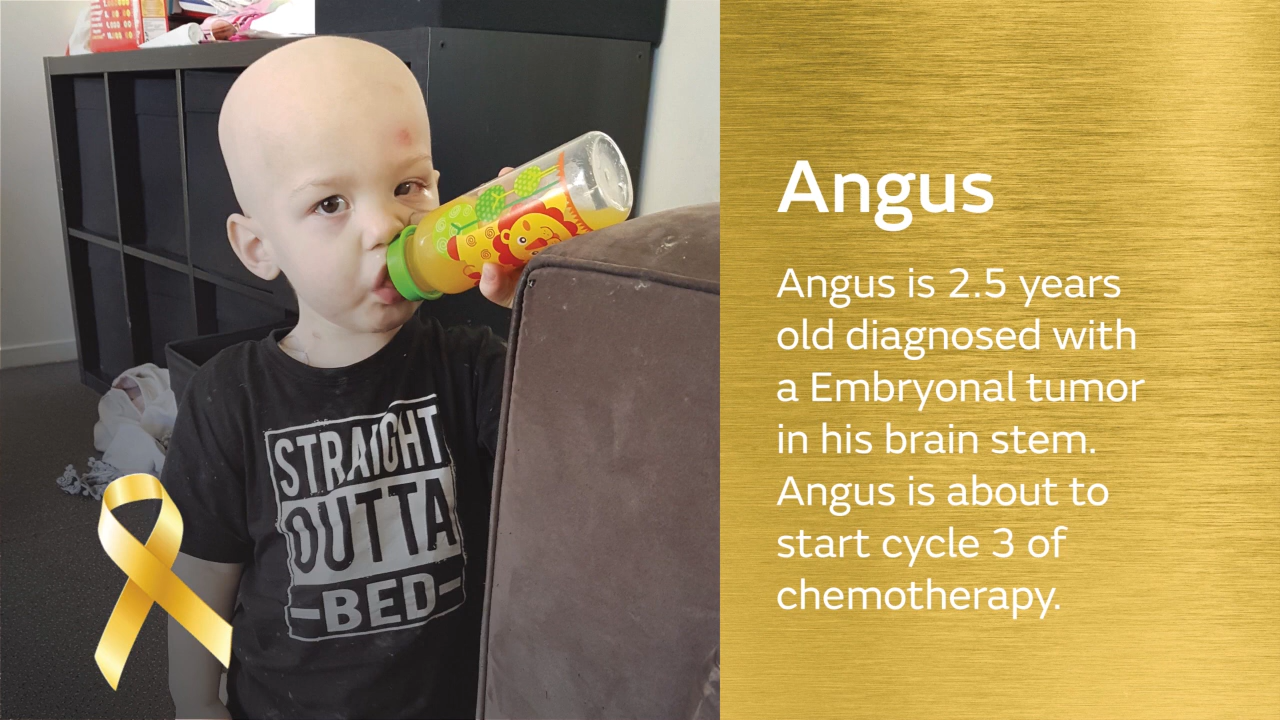 STRAIGHT
OUTTA
-BED-
Angus
Angus is 2.5 years
old diagnosed with
a Embryonal tumor
in his brain stem.
Angus is about to
start cycle 3 of
chemotherapy.